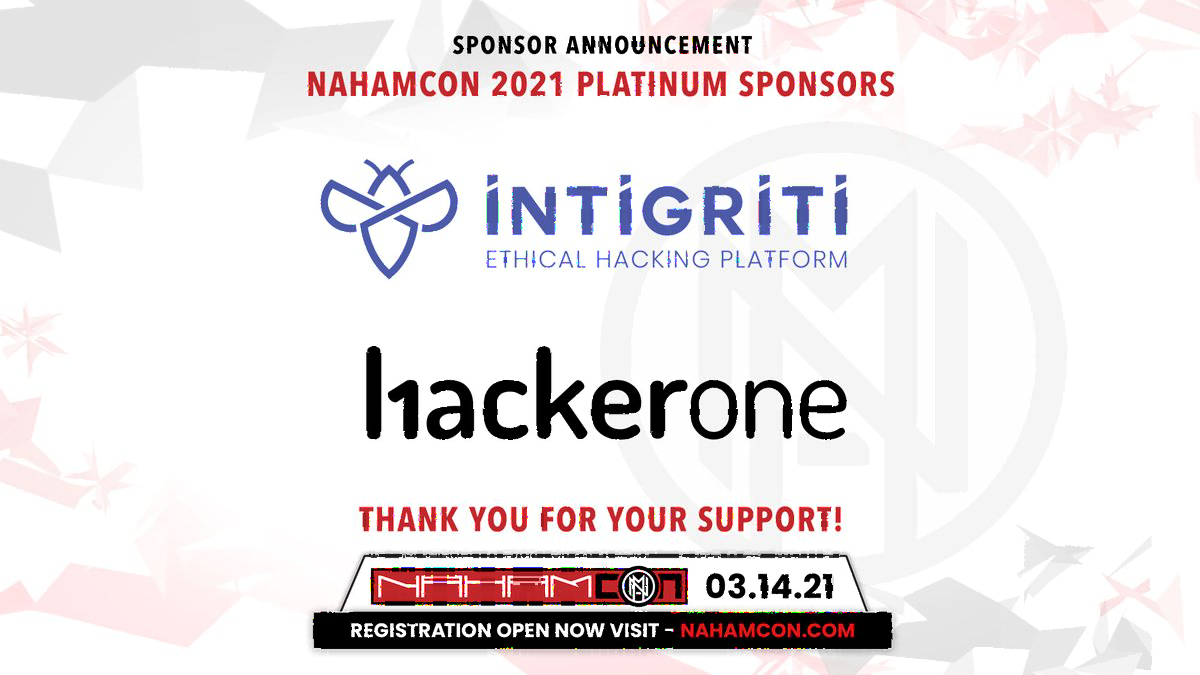 SPONSOR ANNOUNCEMENT
NAHAMCON 2021 PLATINUM SPONSORS
INTIGRITI
ETHICAL HACKING PLATFORM
hackerone
THANK YOU FOR YOUR SUPPORT!
NAHAMCON 03.14.21
REGISTRATION OPEN NOW VISIT - NAHAMCON.COM